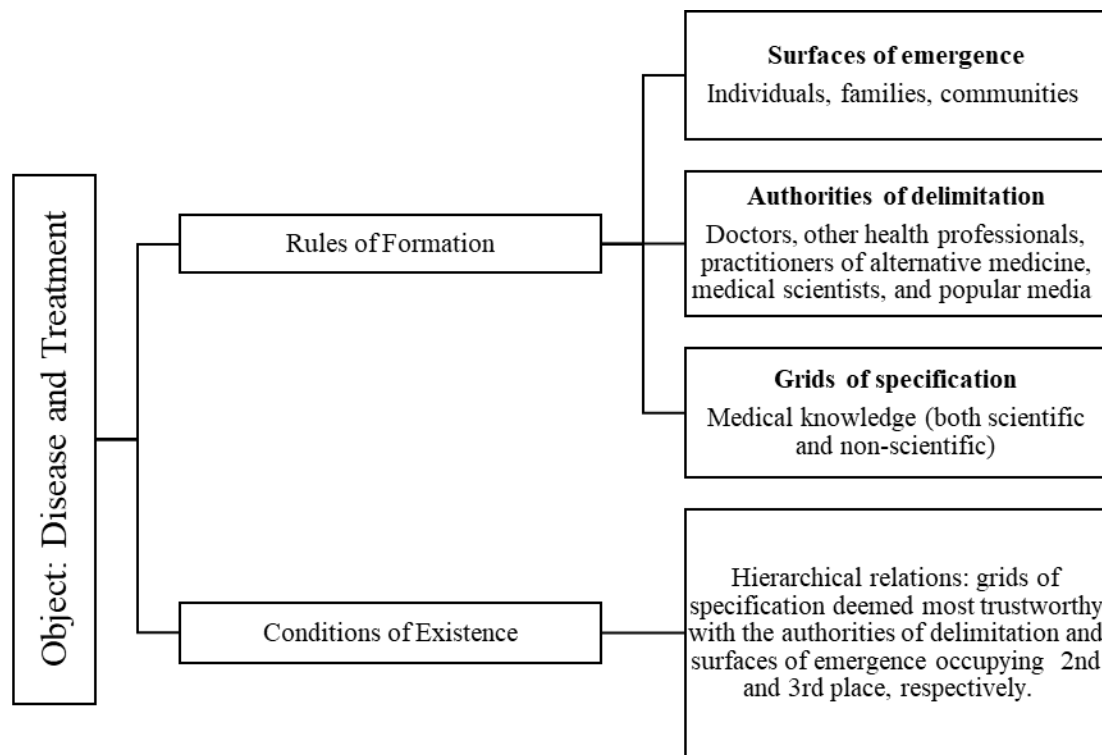 Object: Disease and Treatment
Rules of Formation
Surfaces of emergence
Individuals, families, communities
Authorities of delimitation
Doctors, other health professionals,
practitioners of alternative medicine,
medical scientists, and popular media
Grids of specification
Medical knowledge (both scientific
and non-scientific)
Conditions of Existence
Hierarchical relations: grids of
specification deemed most trustworthy
with the authorities of delimitation and
surfaces of emergence occupying 2nd
and 3rd place, respectively.